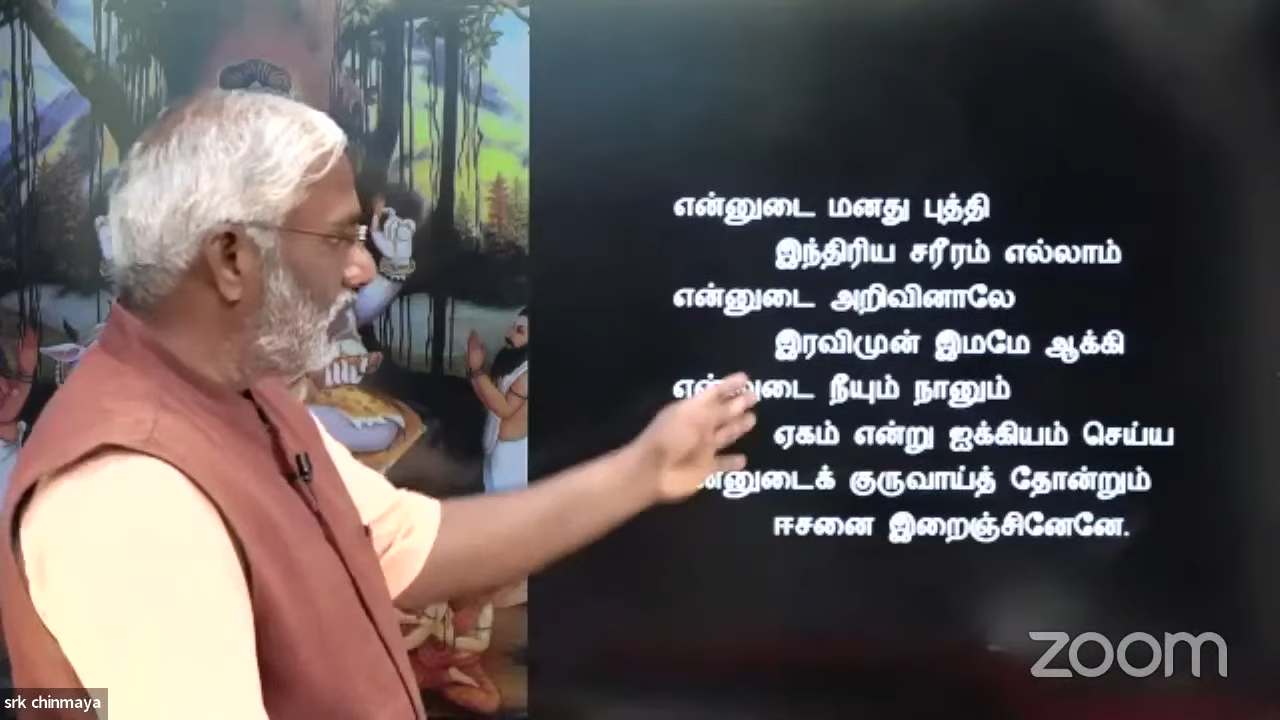 என்னுடை மனது புத்தி
இந்திரிய சரீரம் எல்லாம்
என்னுடை அறிவினாலே
இரவிமுன் இமமே ஆக்கி
நீயும் நானும்
ஏகம் என்று ஐக்கியம் செய்ய
குருவாய்த் தோன்றும்
ஈசனை இறைஞ்சினேனே.
zoom
srk chinmaya